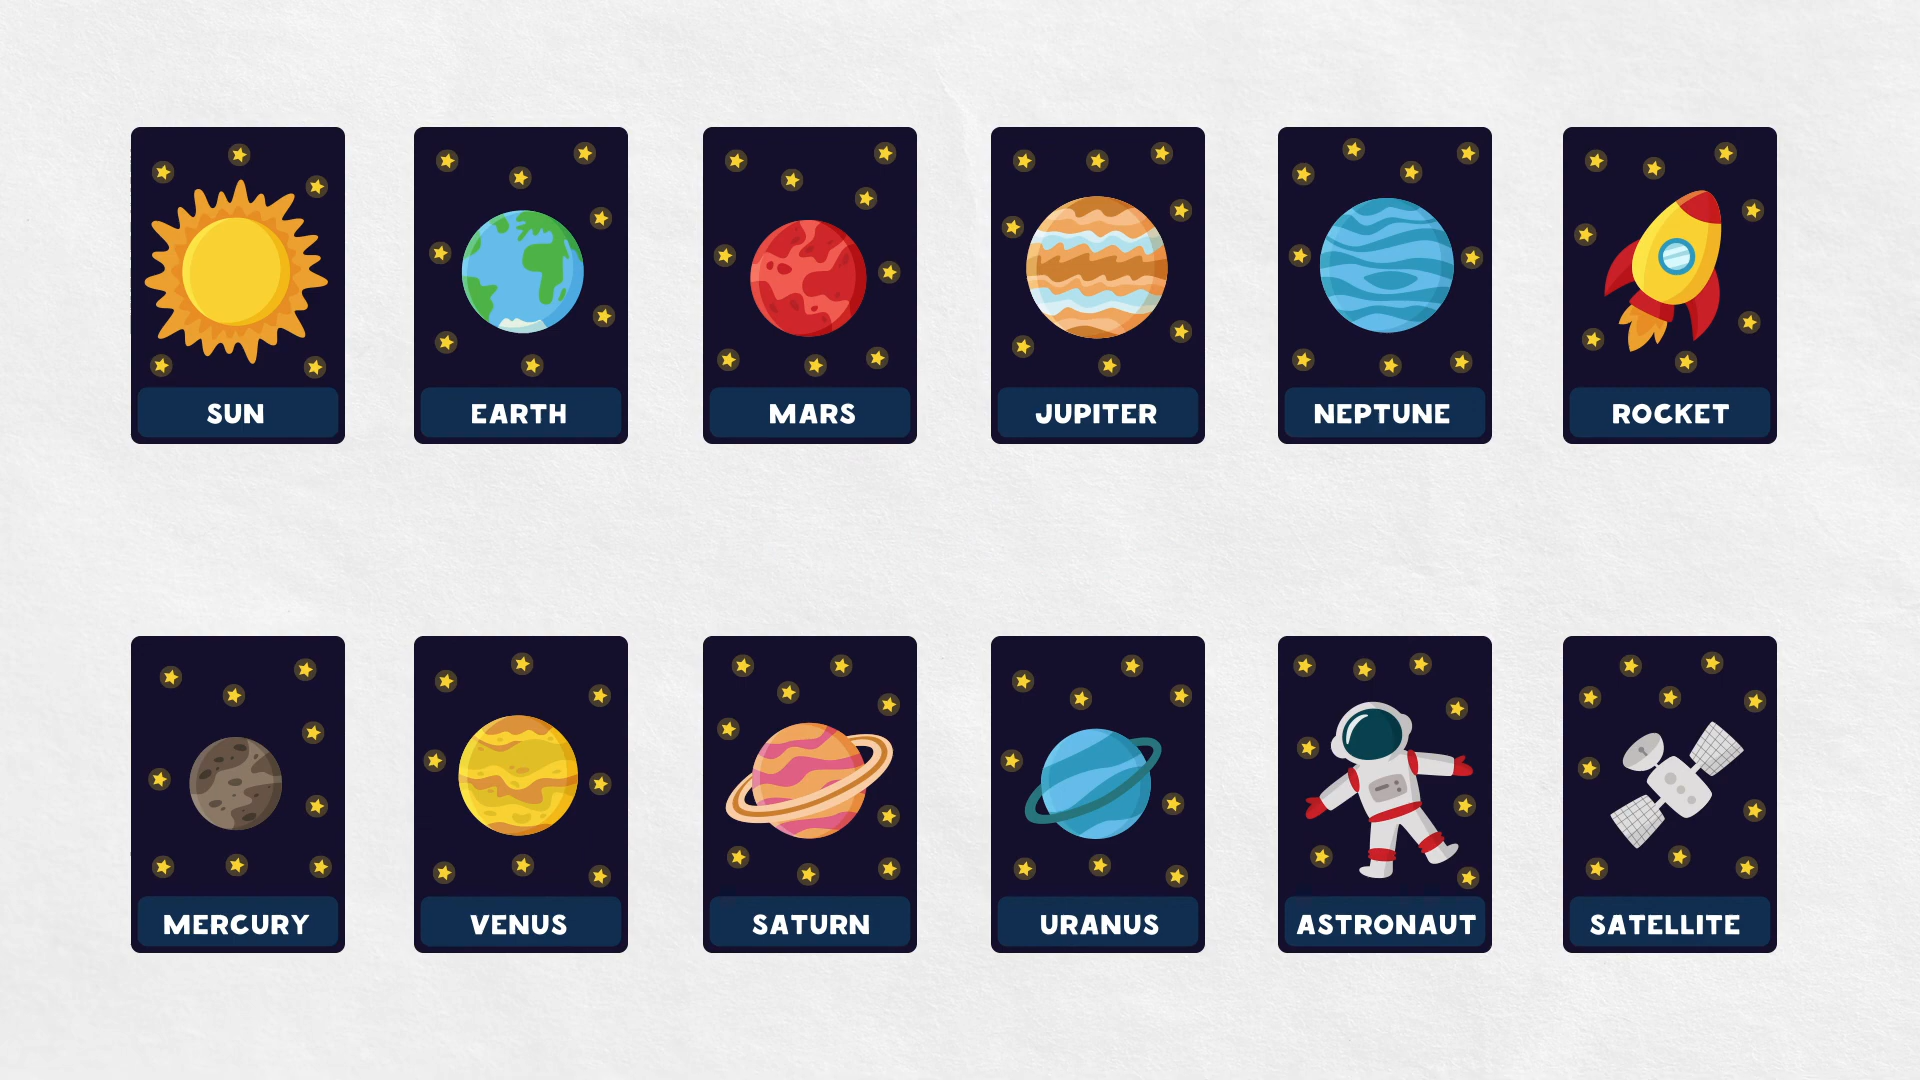 SUN
EARTH
MARS
JUPITER
NEPTUNE
ROCKET
MERCURY
VENUS
SATURN
URANUS
ASTRONAUT
SATELLITE